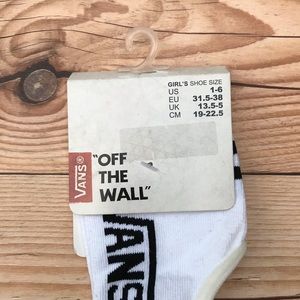 GIRL'S SHOE SIZE
US 1-6
EU 31.5-38
UK 13.5-5
CM 19-22.5
VANS®
"OFF
THE
WALL"
VANS